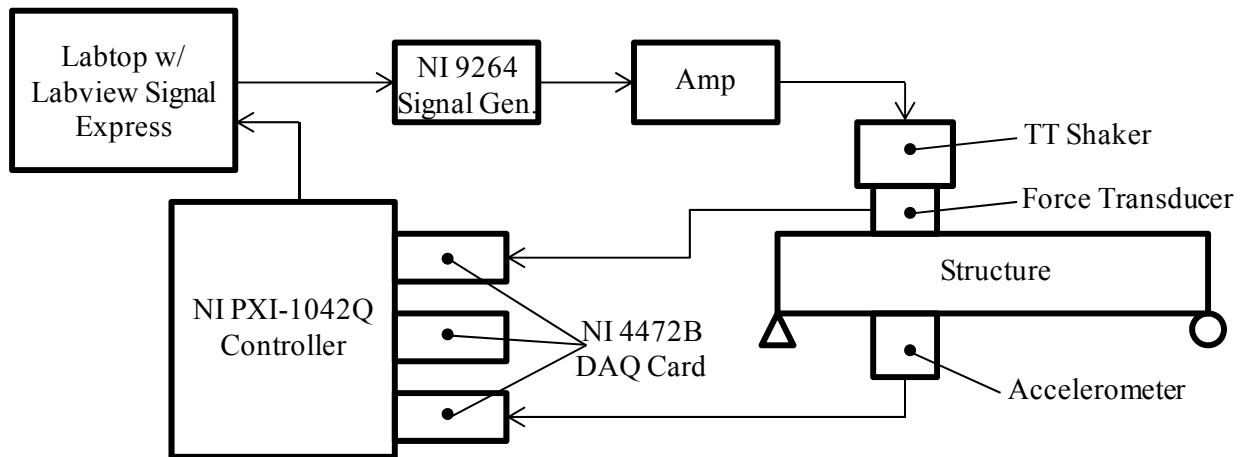 Labtop w/
Labview Signal
Express
NI 9264
Signal Gen.
Amp
TT Shaker
Force Transducer
Structure
NI PXI-1042Q
Controller
NI 4472B
DAQ Card
Accelerometer